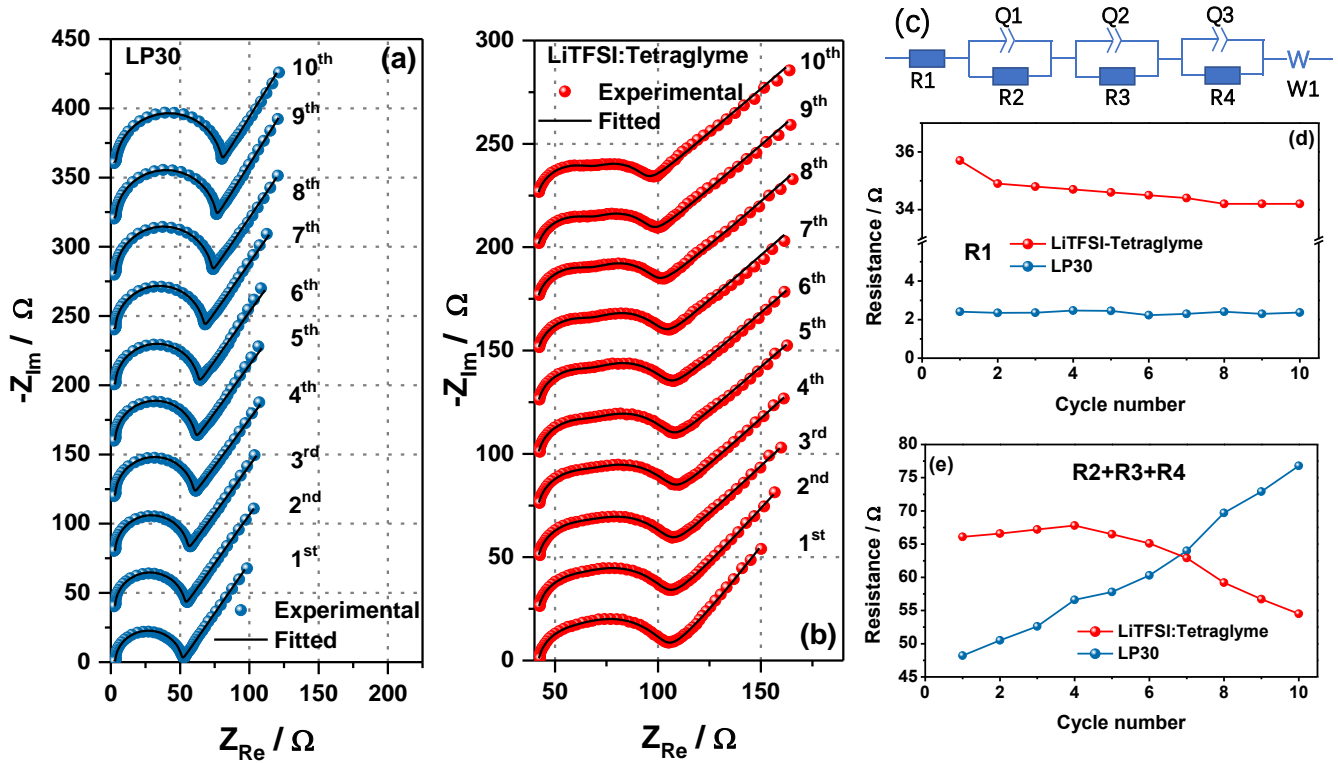 (a)
LP30
450
400
350
300
250
200
150
100
50
0
10th
9th
8th
7th
6th
5th
4th
3rd
2nd
1st
Experimental
Fitted
0 50 100 150 200
-ZIm / Ω
ZRe / Ω
LiTFSI:Tetraglyme
Experimental
Fitted
300
250
200
150
100
50
0
10th
9th
8th
7th
6th
5th
4th
3rd
2nd
1st
(b)
50 100 150
-ZIm / Ω
ZRe / Ω
(c)
Q1 Q2 Q3
R1 R2 R3 R4 W1
W
(d)
36
34
4
2
0
R1
LiTFSI-Tetraglyme
LP30
Resistance / Ω
0 2 4 6 8 10
Cycle number
(e)
R2+R3+R4
80
75
70
65
60
55
50
45
LiTFSI:Tetraglyme
LP30
Resistance / Ω
0 2 4 6 8 10
Cycle number